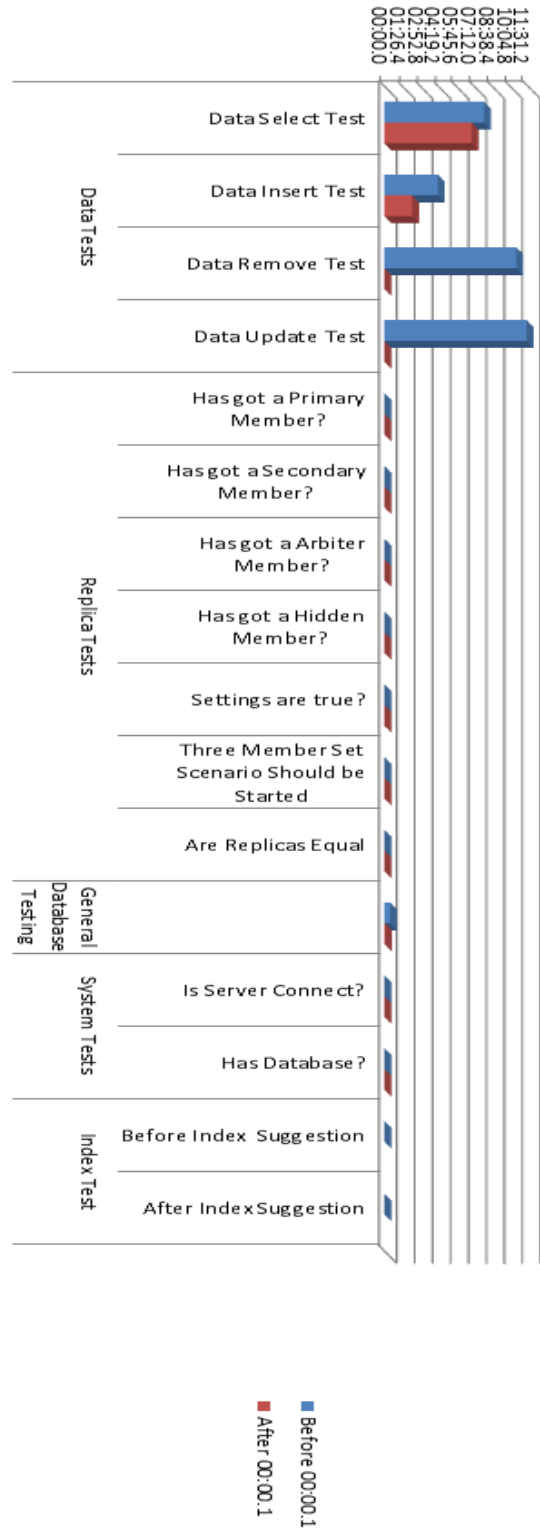 11:31.2
10:04.8
08:38.4
07:12.0
05:45.6
04:19.2
02:52.8
01:26.4
00:00.0
Data Select Test
Data Insert Test
Data Remove Test
Data Update Test
Data Tests
Has got a Primary
Member?
Has got a Secondary
Member?
Has got a Arbiter
Member?
Has got a Hidden
Member?
Settings are true?
Three Member Set
Scenario Should be
Started
Are Replicas Equal
Replica Tests
General
Database
Testing
Is Server Connect?
Has Database?
System Tests
Before Index Suggestion
After Index Suggestion
Index Test
Before 00:00.1
After 00:00.1